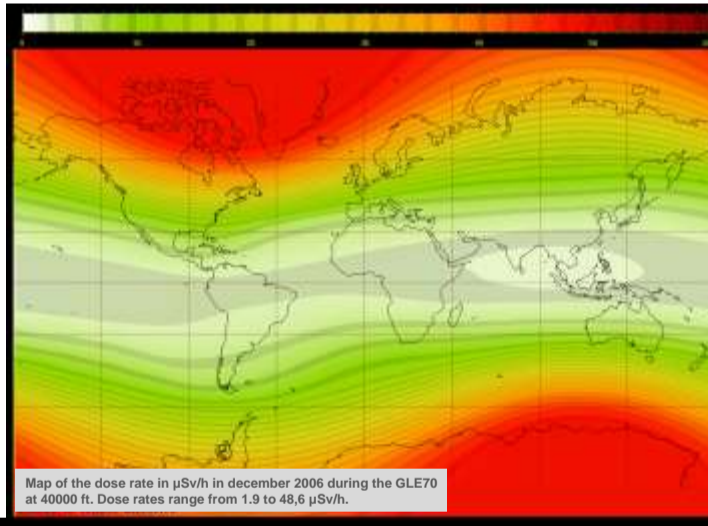 Map of the dose rate in µSv/h in december 2006 during the GLE70
at 40000 ft. Dose rates range from 1.9 to 48,6 µSv/h.